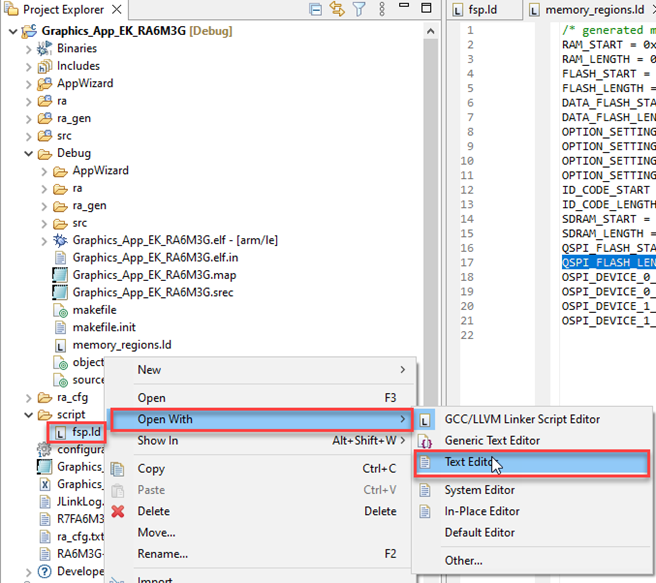 Project Explorer
Graphics_App_EK_RA6M3G [Debug]
Binaries
Includes
AppWizard
ra
ra_gen
src
Debug
AppWizard
ra
ra_gen
src
Graphics_App_EK_RA6M3G.elf - [arm/le]
Graphics_App_EK_RA6M3G.elf.in
Graphics_App_EK_RA6M3G.map
Graphics_App_EK_RA6M3G.srec
makefile
makefile.init
memory_regions.ld
object
source
ra_cfg
script
fsp.ld
configura
Graphics_
Graphics_
JLinkLog.
R7FA6M3
ra_cfg.txt
RA6M3G-
Develope
New
Open F3
Open With
Show In Alt+Shift+W
Copy Ctrl+C
Paste Ctrl+V
Delete Delete
Move...
Rename... F2
Import
GCC/LLVM Linker Script Editor
Generic Text Editor
Text Edito
System Editor
In-Place Editor
Default Editor
Other...
fsp.ld memory_regions.ld
1 /* generated m
2 RAM_START = 0x
3 RAM_LENGTH = 0
4 FLASH_START =
5 FLASH_LENGTH =
6 DATA_FLASH_STA
7 DATA_FLASH_LEN
8 OPTION_SETTING
9 OPTION_SETTING
10 OPTION_SETTING
11 OPTION_SETTING
12 ID_CODE_START
13 ID_CODE_LENGTH
14 SDRAM_START =
15 SDRAM_LENGTH =
16 QSPI_FLASH_STA
17 QSPI_FLASH_LEN
18 OSPI_DEVICE_0_
19 OSPI_DEVICE_0_
20 OSPI_DEVICE_1_
21 OSPI_DEVICE_1_
22